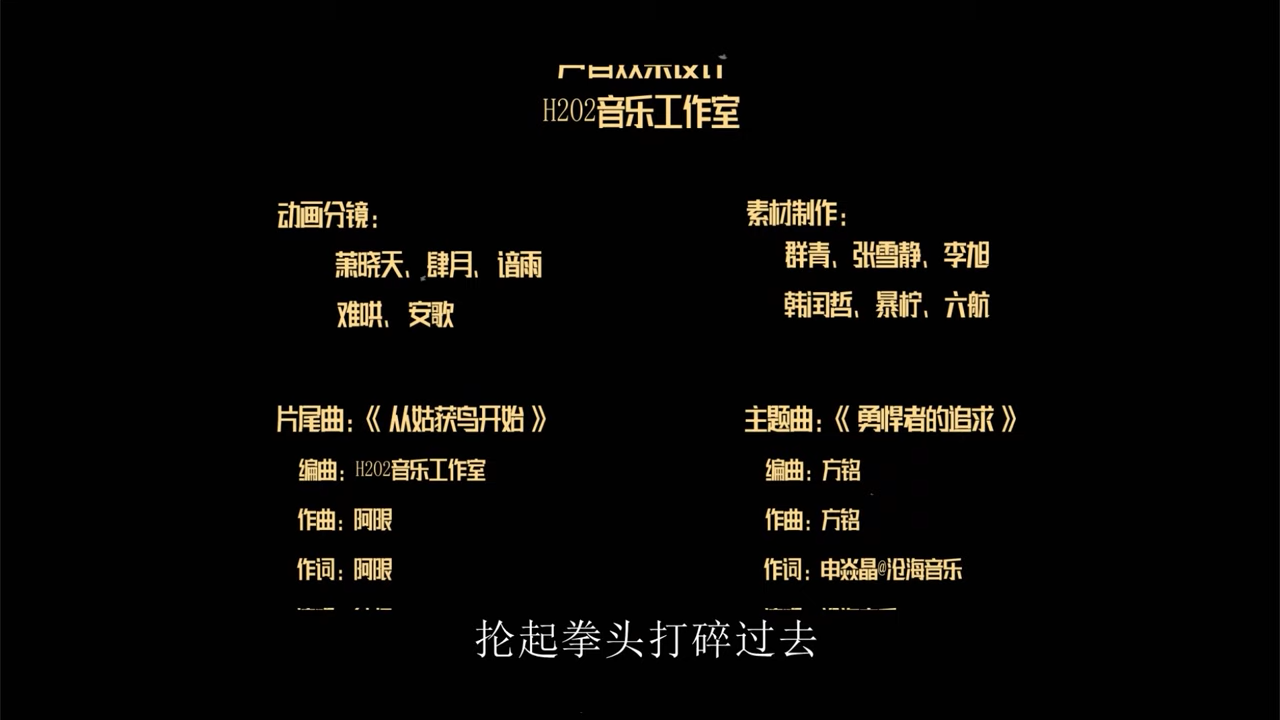 H202音乐工作室
动画分镜：
萧晓天、肆月、谙雨
难哄、安歌
素材制作：
群青、张雪静、李旭
韩闰哲、暴柠、六航
片尾曲：《 从姑获鸟开始 》
编曲：H202音乐工作室
作曲：阿限
作词：阿限
主题曲：《 勇悍者的追求 》
编曲：方铭
作曲：方铭
作词：申焱晶@沧海音乐
抡起拳头打碎过去